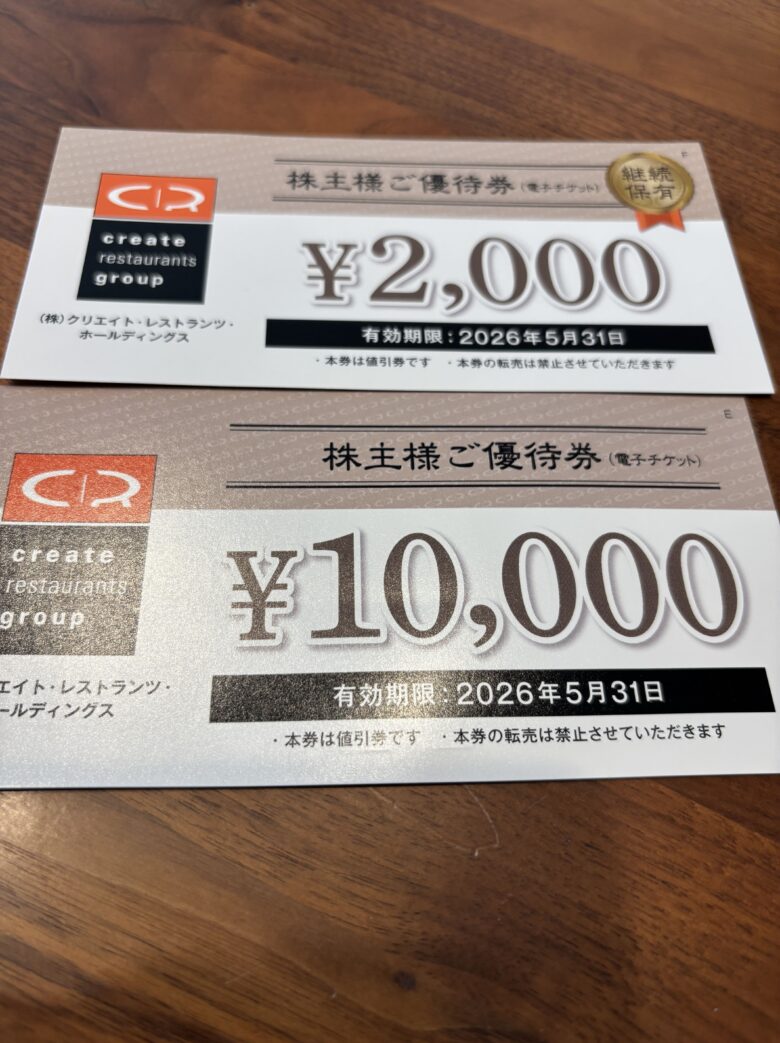 株主様ご優待券(電子チケット)
継続
保有
CR
create
restaurants
group
¥2,000
(株)クリエイト・レストランツ・
ホールディングス
有効期限:2026年5月31日
・本券は値引券です ・本券の転売は禁止させていただきます
株主様ご優待券(電子チケット)
CR
create
restaurants
group
¥10,000
エイト・レストランツ・
ールディングス
有効期限:2026年5月31日
・本券は値引券です ・本券の転売は禁止させていただきます